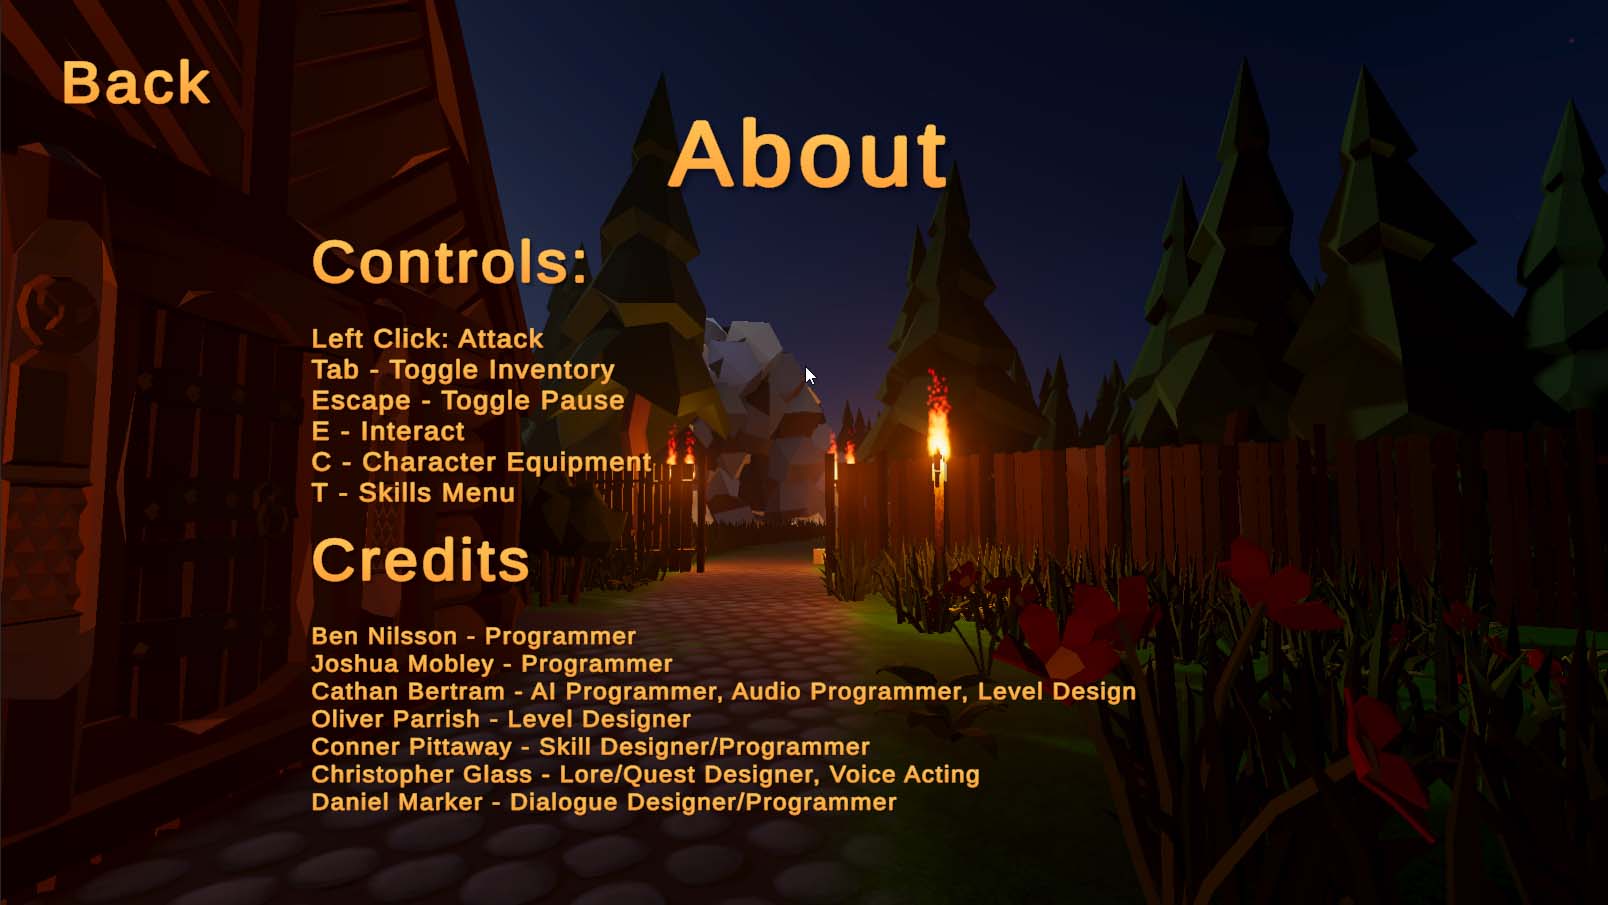 Back
About
Controls:
Left Click: Attack
Tab - Toggle Inventory
Escape - Toggle Pause
E - Interact
C - Character Equipment
T - Skills Menu
Credits
Ben Nilsson - Programmer
Joshua Mobley - Programmer
Cathan Bertram - AI Programmer, Audio Programmer, Level Design
Oliver Parrish - Level Designer
Conner Pittaway - Skill Designer/Programmer
Christopher Glass - Lore/Quest Designer, Voice Acting
Daniel Marker - Dialogue Designer/Programmer